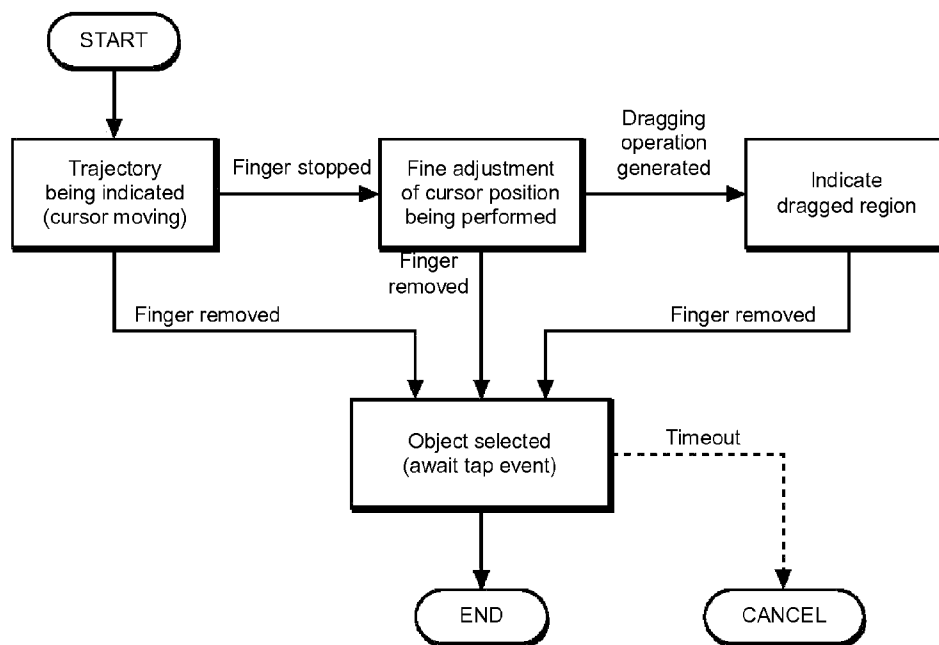 START
Trajectory
being indicated
(cursor moving)
Finger stopped
Fine adjustment
of cursor position
being performed
Dragging
operation
generated
Indicate
dragged region
Finger removed
Finger
removed
Finger removed
Object selected
(await tap event)
Timeout
END
CANCEL